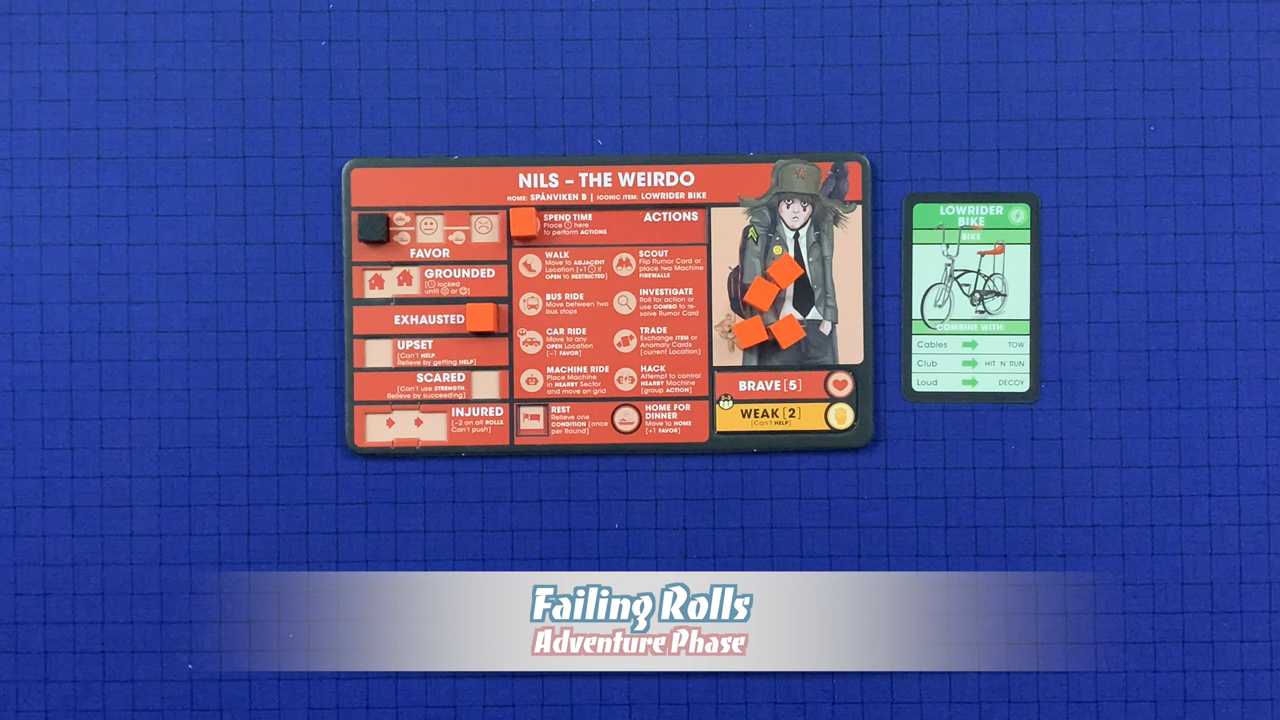 NILS – THE WEIRDO
HOME: SPÅNVIKEN B | ICONIC ITEM: LOWRIDER BIKE
FAVOR
GROUNDED
until
EXHAUSTED
UPSET
[Can't HELP.
Relieve by getting HELP]
SCARED
[Can't use STRENGTH.
Relieve by succeeding]
INJURED
[-2 on all ROLLS.
Can't push]
SPEND TIME
Place here
to perform ACTIONS
ACTIONS
WALK
Move to ADJACENT
Location [+1 if
OPEN to RESTRICTED]
BUS RIDE
Move between two
bus stops
CAR RIDE
Move to any
OPEN Location
[-1 FAVOR]
MACHINE RIDE
Place Machine
in NEARBY Sector
and move on grid
REST
Relieve one
CONDITION [once
per Round]
SCOUT
Flip Rumor Card or
place two Machine
FIREWALLS
INVESTIGATE
Roll for action or
use COMBO to re-
solve Rumor Card
TRADE
Exchange ITEM or
Anomaly Cards
[current Location]
HACK
Attempt to control
NEARBY Machine
[group ACTION]
HOME FOR
DINNER
Move to HOME
[+1 FAVOR]
BRAVE [5]
2-3
WEAK [2]
[Can't HELP]
LOWRIDER
BIKE
BIKE
COMBINE WITH:
Cables TOW
Club HIT 'N' RUN
Loud DECOY
Failing Rolls
Adventure Phase